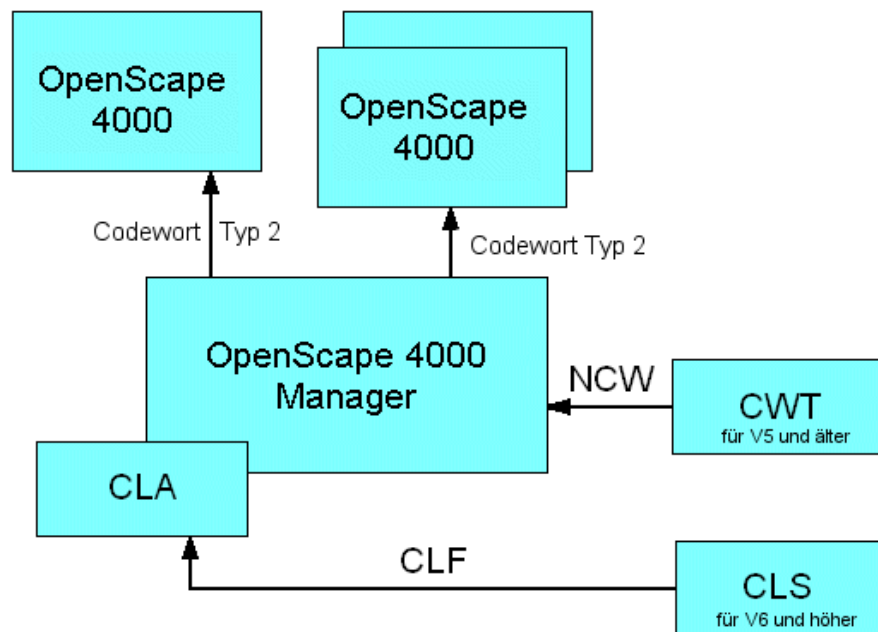 OpenScape
4000
OpenScape
4000
Codewort Typ 2
Codewort Typ 2
OpenScape 4000
Manager
NCW
CWT
für V5 und älter
CLA
CLF
CLS
für V6 und höher